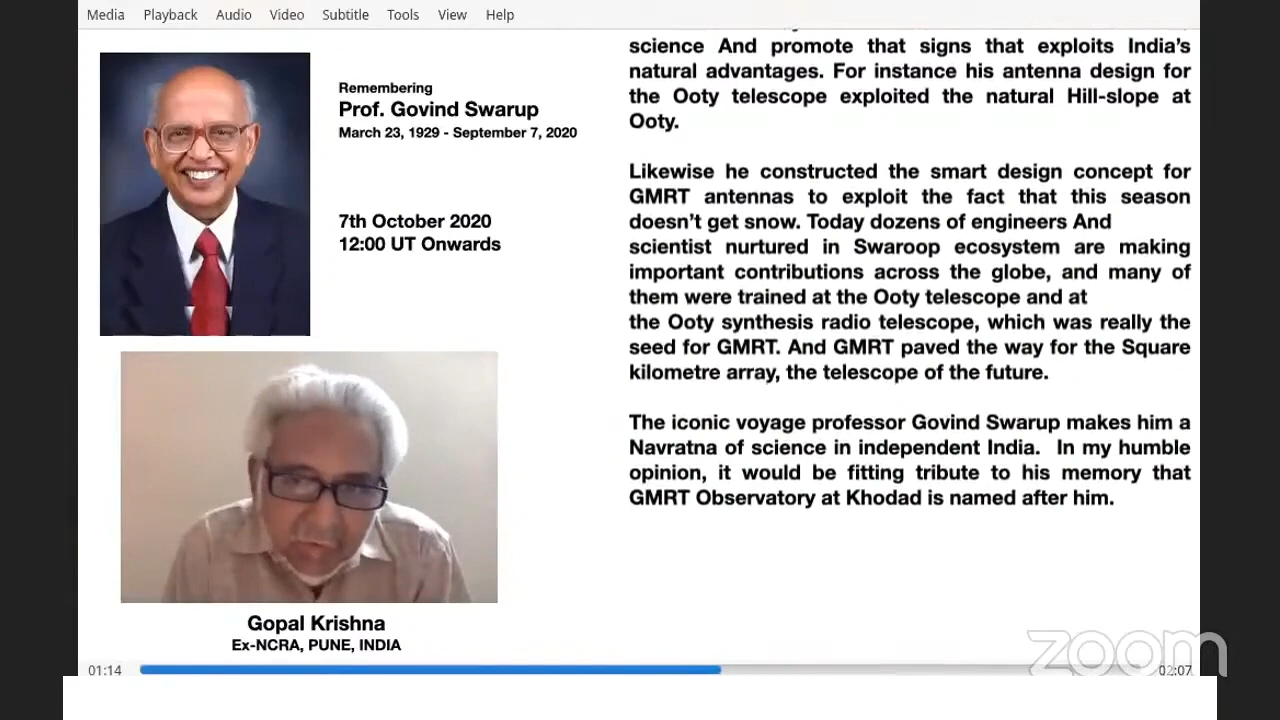 Media Playback Audio Video Subtitle Tools View Help
Remembering
Prof. Govind Swarup
March 23, 1929 - September 7, 2020
7th October 2020
12:00 UT Onwards
Gopal Krishna
Ex-NCRA, PUNE, INDIA
science And promote that signs that exploits India's
natural advantages. For instance his antenna design for
the Ooty telescope exploited the natural Hill-slope at
Ooty.
Likewise he constructed the smart design concept for
GMRT antennas to exploit the fact that this season
doesn't get snow. Today dozens of engineers And
scientist nurtured in Swaroop ecosystem are making
important contributions across the globe, and many of
them were trained at the Ooty telescope and at
the Ooty synthesis radio telescope, which was really the
seed for GMRT. And GMRT paved the way for the Square
kilometre array, the telescope of the future.
The iconic voyage professor Govind Swarup makes him a
Navratna of science in independent India. In my humble
opinion, it would be fitting tribute to his memory that
GMRT Observatory at Khodad is named after him.
zoom
01:14 02:07